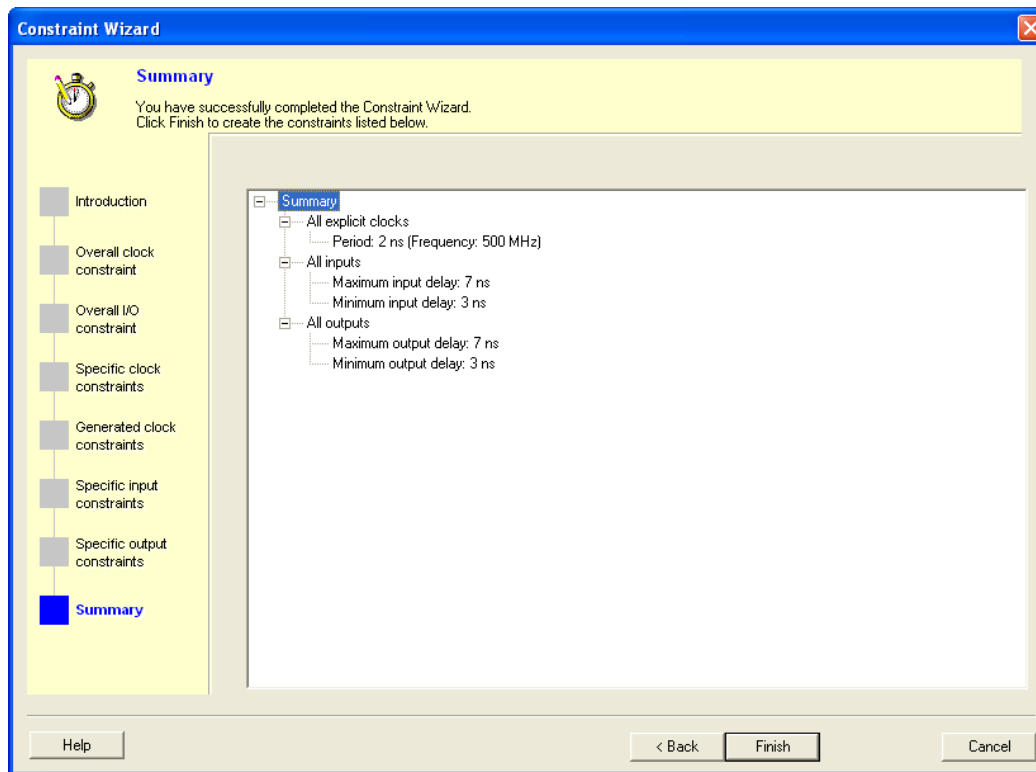 Constraint Wizard
Summary
You have successfully completed the Constraint Wizard.
Click Finish to create the constraints listed below.
Introduction
Overall clock
constraint
Overall I/O
constraint
Specific clock
constraints
Generated clock
constraints
Specific input
constraints
Specific output
constraints
Summary
Summary
All explicit clocks
Period: 2 ns (Frequency: 500 MHz)
All inputs
Maximum input delay: 7 ns
Minimum input delay: 3 ns
All outputs
Maximum output delay: 7 ns
Minimum output delay: 3 ns
Help
< Back
Finish
Cancel